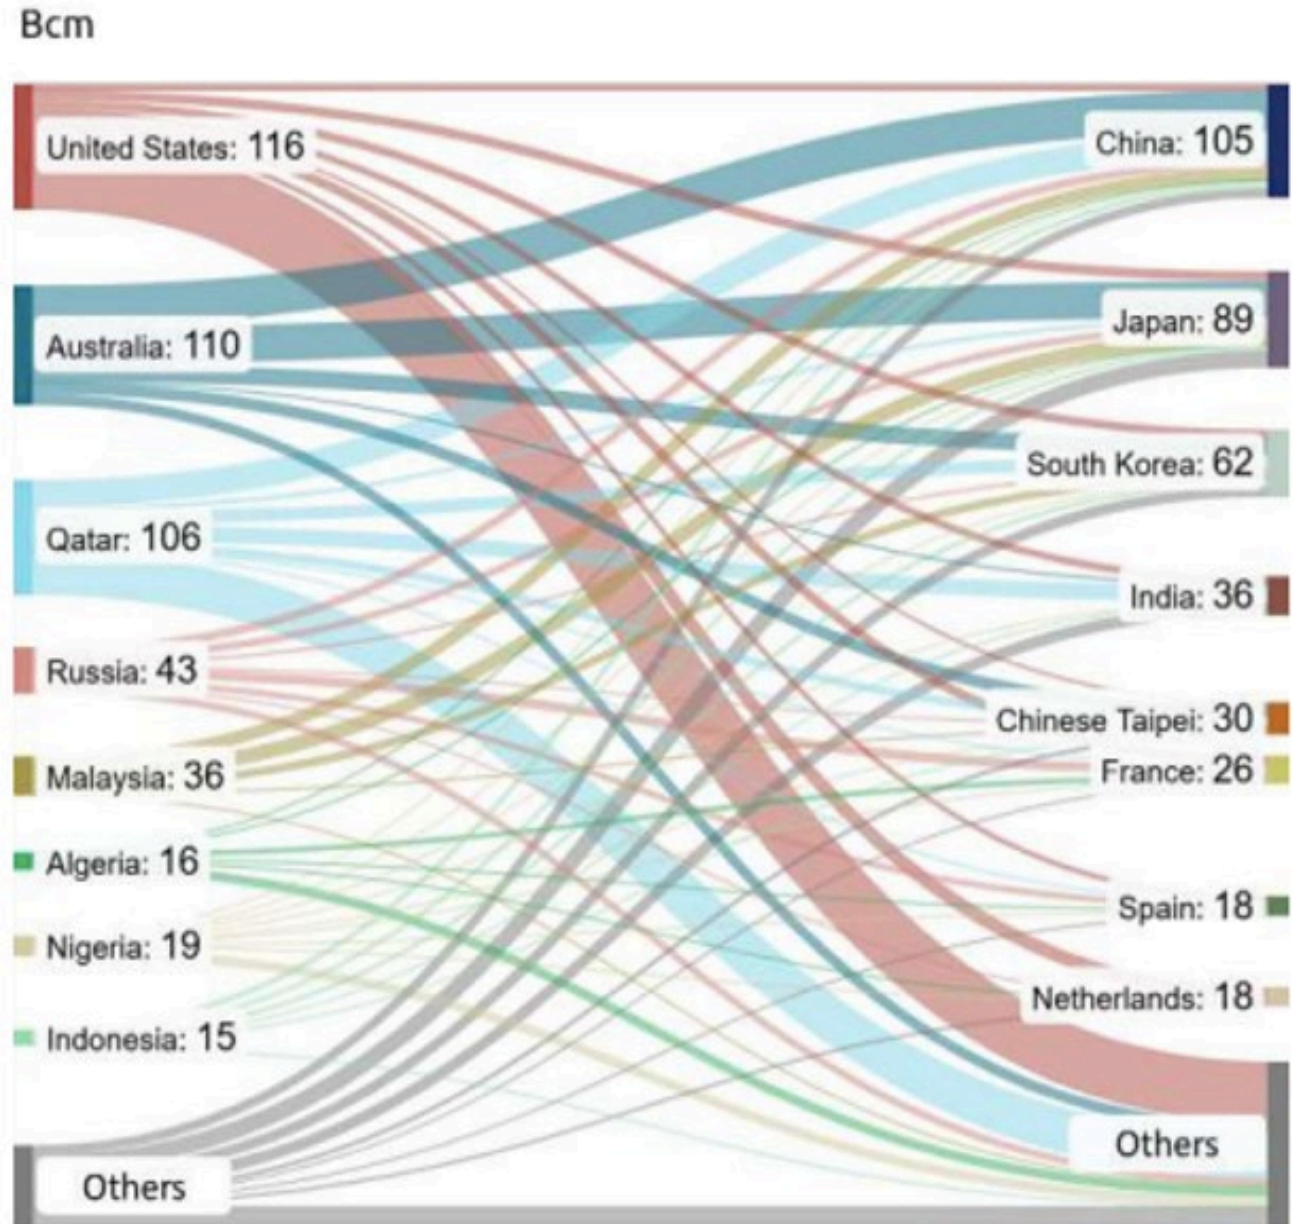 Bcm
United States: 116
Australia: 110
Qatar: 106
Russia: 43
Malaysia: 36
Algeria: 16
Nigeria: 19
Indonesia: 15
Others
China: 105
Japan: 89
South Korea: 62
India: 36
Chinese Taipei: 30
France: 26
Spain: 18
Netherlands: 18
Others